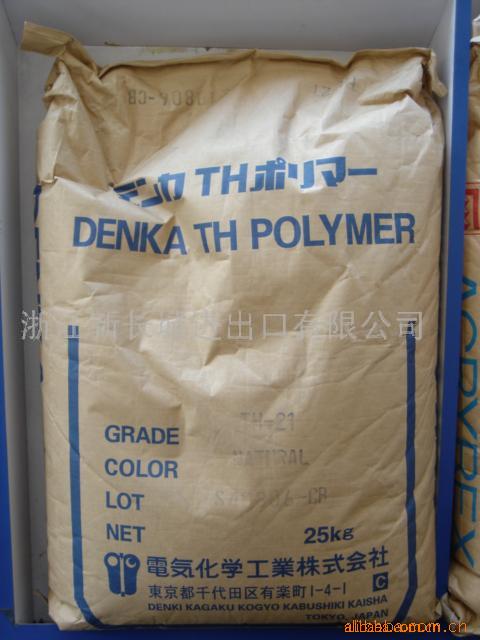 デンカ THポリマー
DENKA TH POLYMER
浙江新长城进出口有限公司
GRADE TH-21
COLOR NATURAL
LOT
NET 25kg
電気化学工業株式会社
東京都千代田区有楽町1-4-1
C
DENKI KAGAKU KOGYO KABUSHIKI KAISHA
TOKYO, JAPAN